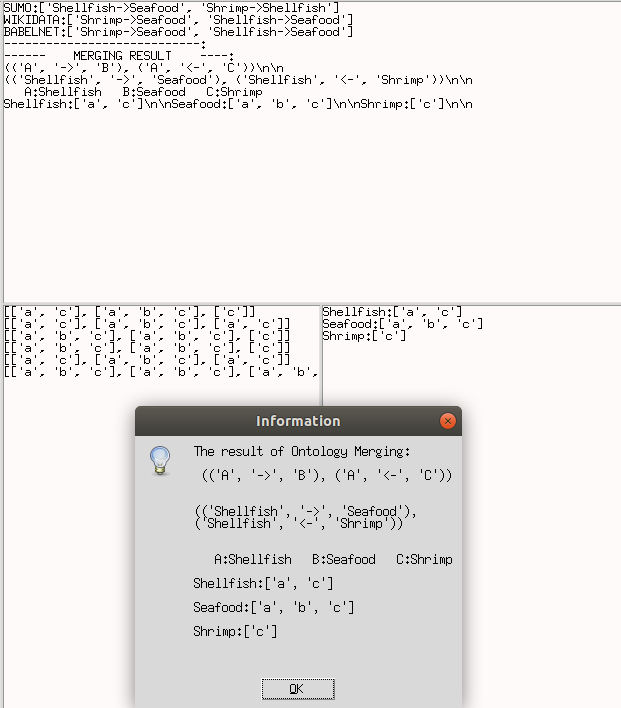 SUMO:['Shellfish->Seafood', 'Shrimp->Shellfish']
WIKIDATA:['Shrimp->Seafood', 'Shellfish->Seafood']
BABELNET:['Shrimp->Seafood', 'Shellfish->Seafood']
----------------------------:
------   MERGING RESULT    ----:
(('A', '->', 'B'), ('A', '<-', 'C'))\n\n
(('Shellfish', '->', 'Seafood'), ('Shellfish', '<-', 'Shrimp'))\n\n
A:Shellfish   B:Seafood   C:Shrimp
Shellfish:['a', 'c']\n\nSeafood:['a', 'b', 'c']\n\nShrimp:['c']\n\n
[['a', 'c'], ['a', 'b', 'c'], ['c']]
[['a', 'c'], ['a', 'b', 'c'], ['a', 'c']]
[['a', 'b', 'c'], ['a', 'b', 'c'], ['c']]
[['a', 'b', 'c'], ['a', 'b', 'c'], ['c']]
[['a', 'c'], ['a', 'b', 'c'], ['a', 'c']]
[['a', 'b', 'c'], ['a', 'b', 'c'], ['a', 'b',
Shellfish:['a', 'c']
Seafood:['a', 'b', 'c']
Shrimp:['c']
Information
The result of Ontology Merging:
(('A', '->', 'B'), ('A', '<-', 'C'))
(('Shellfish', '->', 'Seafood'),
('Shellfish', '<-', 'Shrimp'))
A:Shellfish   B:Seafood   C:Shrimp
Shellfish:['a', 'c']
Seafood:['a', 'b', 'c']
Shrimp:['c']
OK